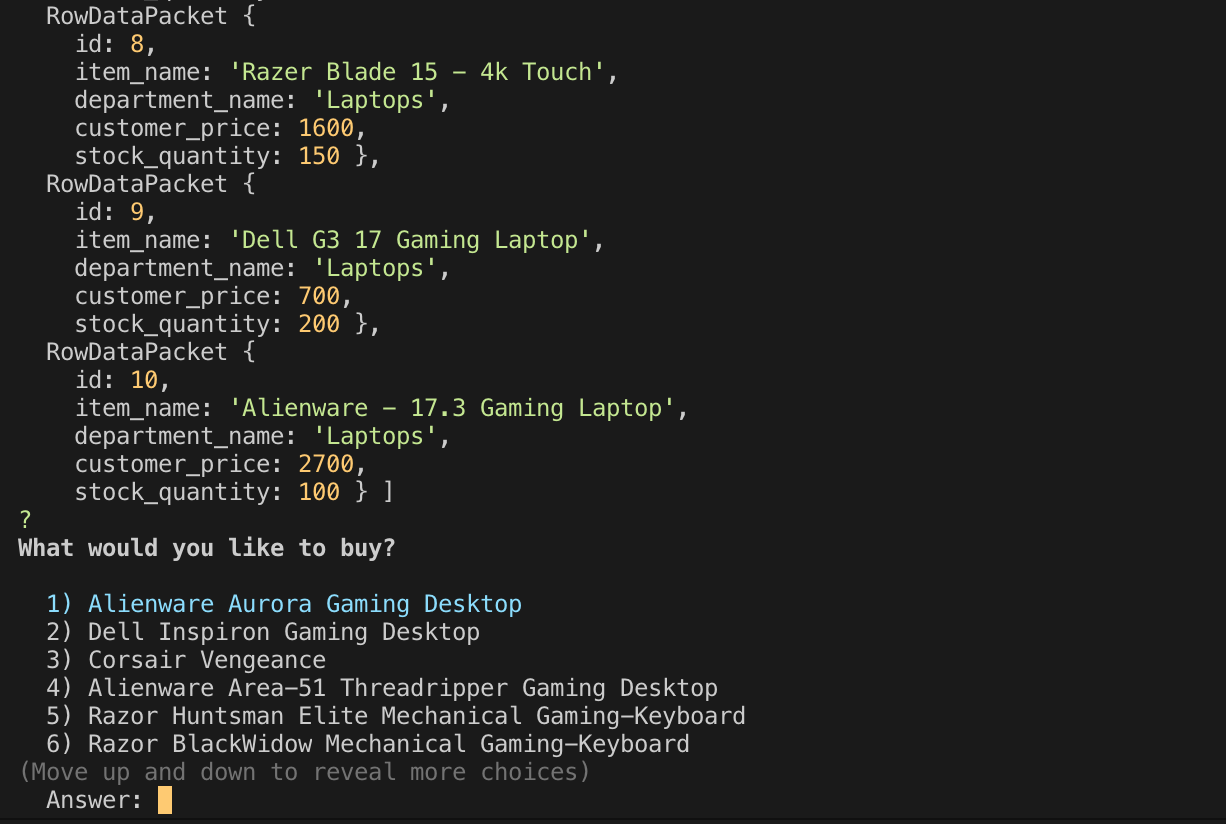 RowDataPacket {
id: 8,
item_name: 'Razer Blade 15 - 4k Touch',
department_name: 'Laptops',
customer_price: 1600,
stock_quantity: 150 },
RowDataPacket {
id: 9,
item_name: 'Dell G3 17 Gaming Laptop',
department_name: 'Laptops',
customer_price: 700,
stock_quantity: 200 },
RowDataPacket {
id: 10,
item_name: 'Alienware - 17.3 Gaming Laptop',
department_name: 'Laptops',
customer_price: 2700,
stock_quantity: 100 } ]
?
What would you like to buy?
1) Alienware Aurora Gaming Desktop
2) Dell Inspiron Gaming Desktop
3) Corsair Vengeance
4) Alienware Area-51 Threadripper Gaming Desktop
5) Razor Huntsman Elite Mechanical Gaming-Keyboard
6) Razor BlackWidow Mechanical Gaming-Keyboard
(Move up and down to reveal more choices)
Answer: